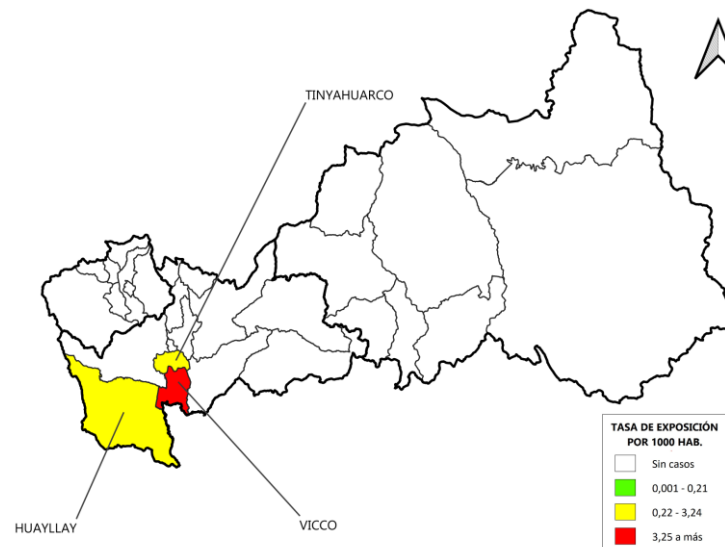 TINYAHUARCO
HUAYLLAY
VICCO
TASA DE EXPOSICIÓN
POR 1000 HAB.
Sin casos
0,001 - 0,21
0,22 - 3,24
3,25 a más